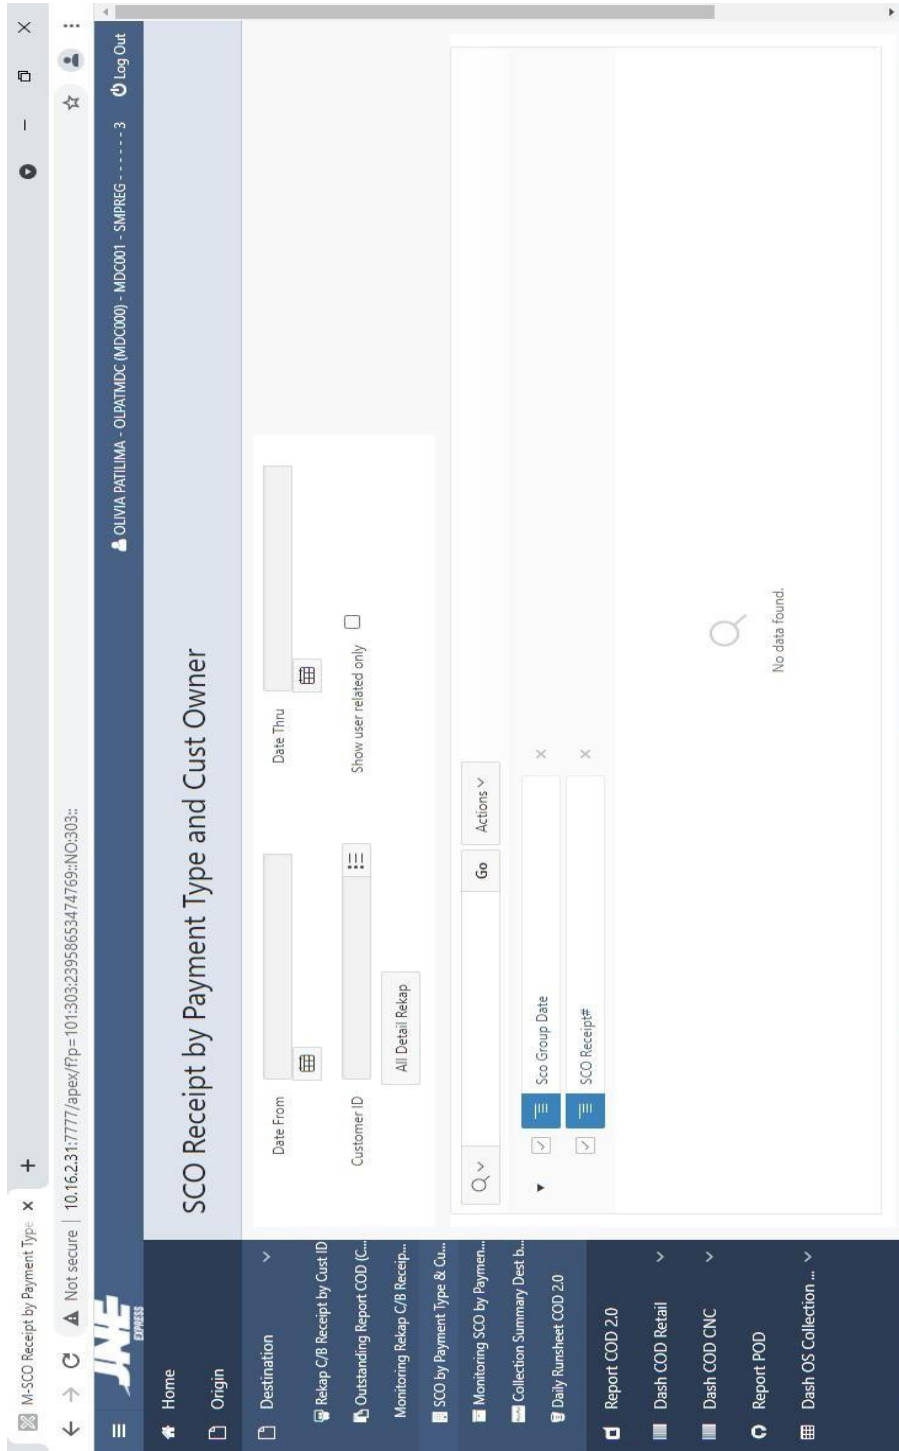 M-SCO Receipt by Payment Type
Not secure | 10.16.2.31:7777/apex/f?p=101:303:23958653474769::NO:303::
JNE
EXPRESS
OLIVIA PATILIMA - OLPATMDC (MDC000) - MDC001 - SMPREG - - - - - - 3
Log Out
Home
Origin
Destination
Rekap C/B Receipt by Cust ID
Outstanding Report COD (C...
Monitoring Rekap C/B Receip...
SCO by Payment Type & Cu...
Monitoring SCO by Paymen...
Collection Summary Dest b...
Daily Runsheet COD 2.0
Report COD 2.0
Dash COD Retail
Dash COD CNC
Report POD
Dash OS Collection ...
SCO Receipt by Payment Type and Cust Owner
Date From
Date Thru
Customer ID
Show user related only
All Detail Rekap
Go
Actions
Sco Group Date
SCO Receipt#
No data found.